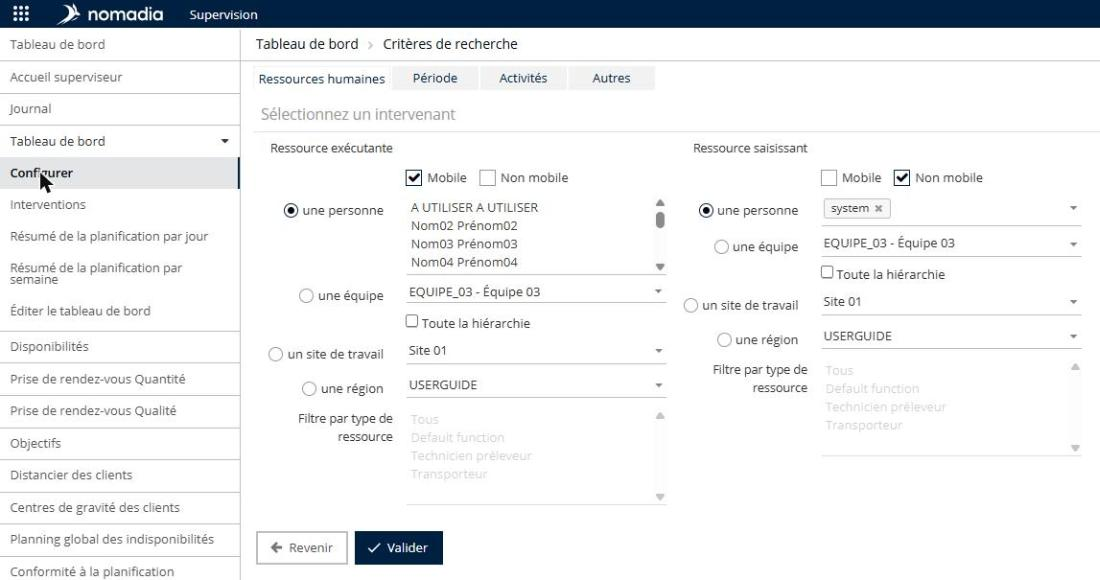 nomadia
Supervision
Tableau de bord
Accueil superviseur
Journal
Tableau de bord
Configurer
Interventions
Résumé de la planification par jour
Résumé de la planification par
semaine
Éditer le tableau de bord
Disponibilités
Prise de rendez-vous Quantité
Prise de rendez-vous Qualité
Objectifs
Distancier des clients
Centres de gravité des clients
Planning global des indisponibilités
Conformité à la planification
Tableau de bord > Critères de recherche
Ressources humaines
Période
Activités
Autres
Sélectionnez un intervenant
Ressource exécutante
Mobile
Non mobile
une personne
A UTILISER A UTILISER
Nom02 Prénom02
Nom03 Prénom03
Nom04 Prénom04
une équipe
EQUIPE_03 - Équipe 03
Toute la hiérarchie
un site de travail
Site 01
une région
USERGUIDE
Filtre par type de
ressource
Tous
Default function
Technicien préleveur
Transporteur
Ressource saisissant
Mobile
Non mobile
une personne
system ×
une équipe
EQUIPE_03 - Équipe 03
Toute la hiérarchie
un site de travail
Site 01
une région
USERGUIDE
Filtre par type de
ressource
Tous
Default function
Technicien préleveur
Transporteur
Revenir
Valider